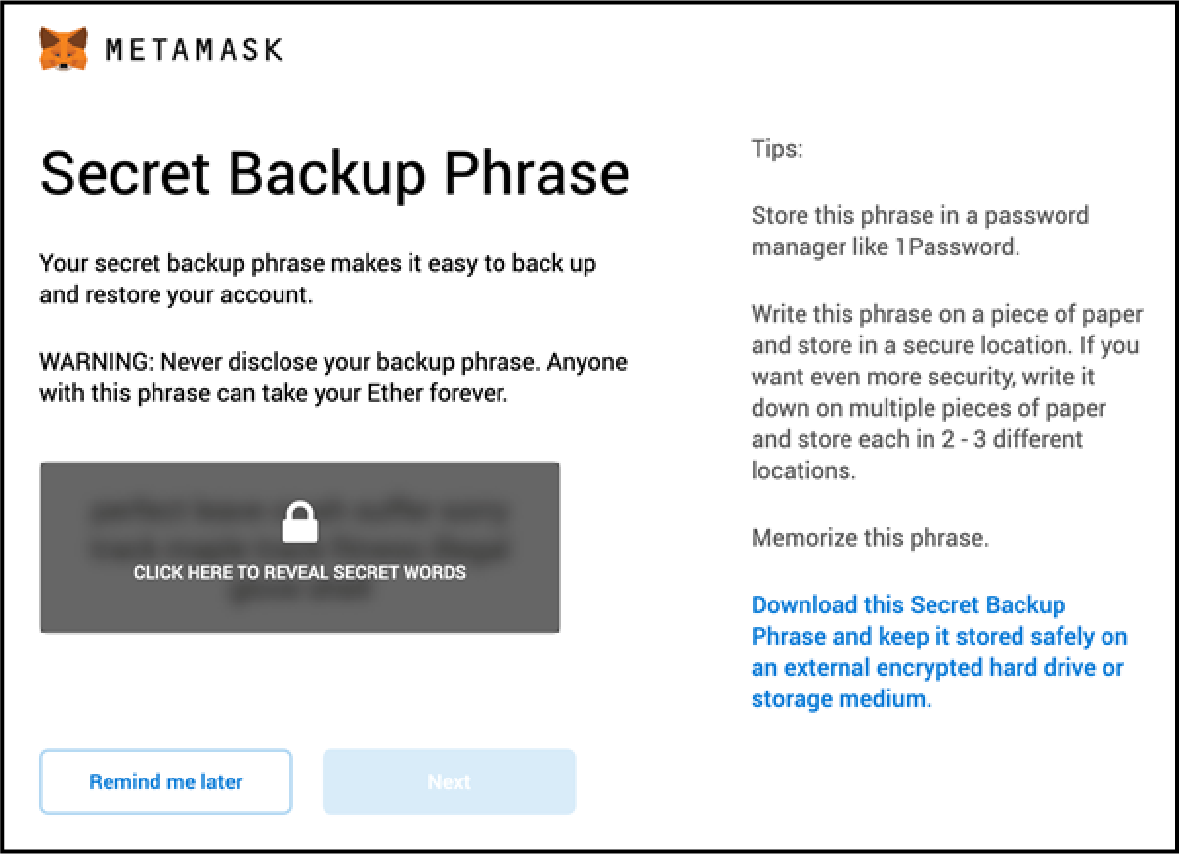 METAMASK
Secret Backup Phrase
Your secret backup phrase makes it easy to back up
and restore your account.
WARNING: Never disclose your backup phrase. Anyone
with this phrase can take your Ether forever.
CLICK HERE TO REVEAL SECRET WORDS
Remind me later
Next
Tips:
Store this phrase in a password
manager like 1Password.
Write this phrase on a piece of paper
and store in a secure location. If you
want even more security, write it
down on multiple pieces of paper
and store each in 2 - 3 different
locations.
Memorize this phrase.
Download this Secret Backup
Phrase and keep it stored safely on
an external encrypted hard drive or
storage medium.